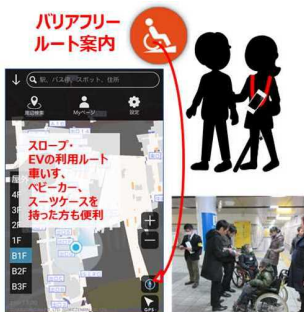 バリアフリー
ルート案内
駅、バス停、スポット、住所
周辺検索
Myページ
設定
スロープ・
EVの利用ルート
車いす、
ベビーカー、
スーツケースを
持った方も便利
屋外
4F
3F
2F
1F
B1F
B2F
B3F
GPS